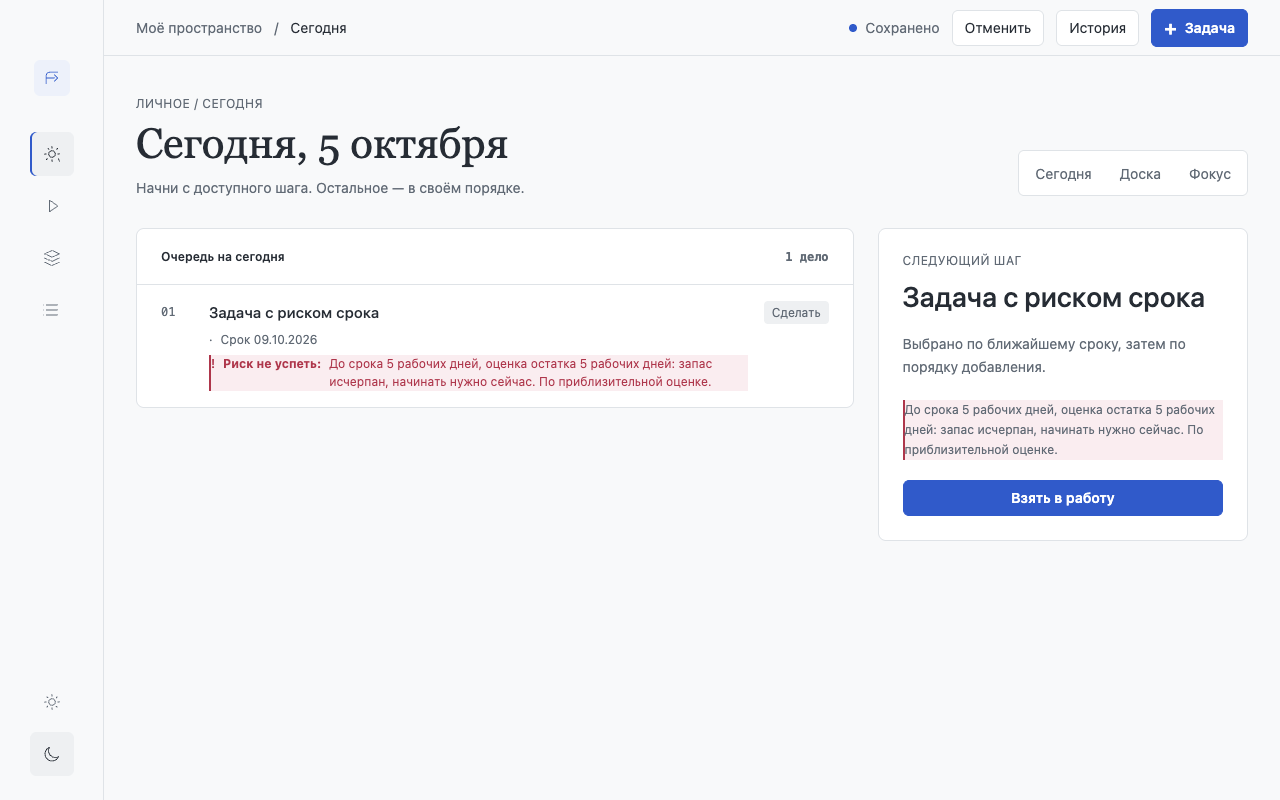 Моё пространство / Сегодня
Сохранено
Отменить
История
+ Задача
ЛИЧНОЕ / СЕГОДНЯ
Сегодня, 5 октября
Начни с доступного шага. Остальное — в своём порядке.
Сегодня
Доска
Фокус
Очередь на сегодня
1 дело
01
Задача с риском срока
Сделать
· Срок 09.10.2026
! Риск не успеть: До срока 5 рабочих дней, оценка остатка 5 рабочих дней: запас
исчерпан, начинать нужно сейчас. По приблизительной оценке.
СЛЕДУЮЩИЙ ШАГ
Задача с риском срока
Выбрано по ближайшему сроку, затем по
порядку добавления.
До срока 5 рабочих дней, оценка остатка 5 рабочих
дней: запас исчерпан, начинать нужно сейчас. По
приблизительной оценке.
Взять в работу